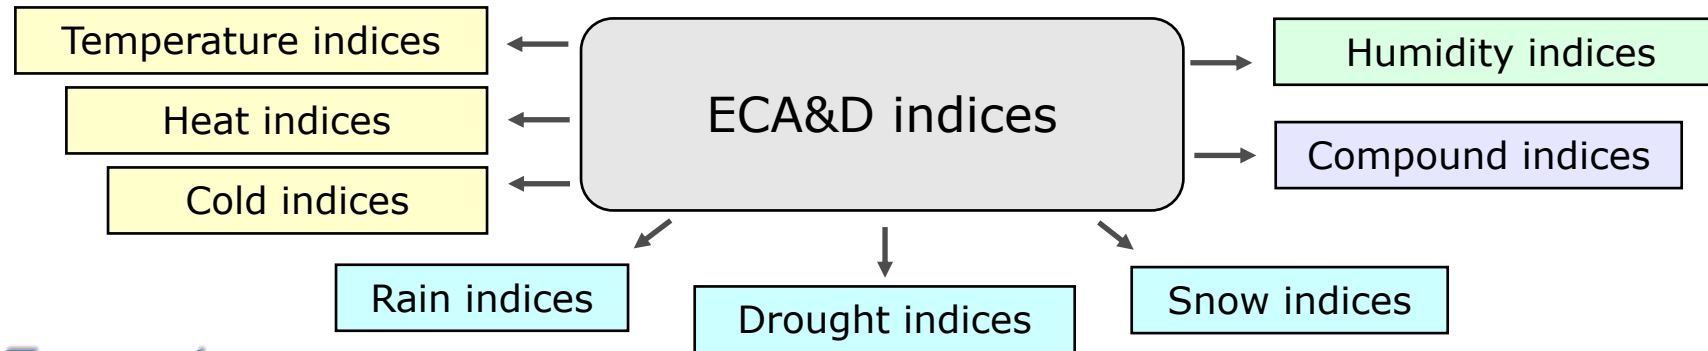 Temperature indices
Heat indices
Cold indices
ECA&D indices
Humidity indices
Compound indices
Rain indices
Drought indices
Snow indices